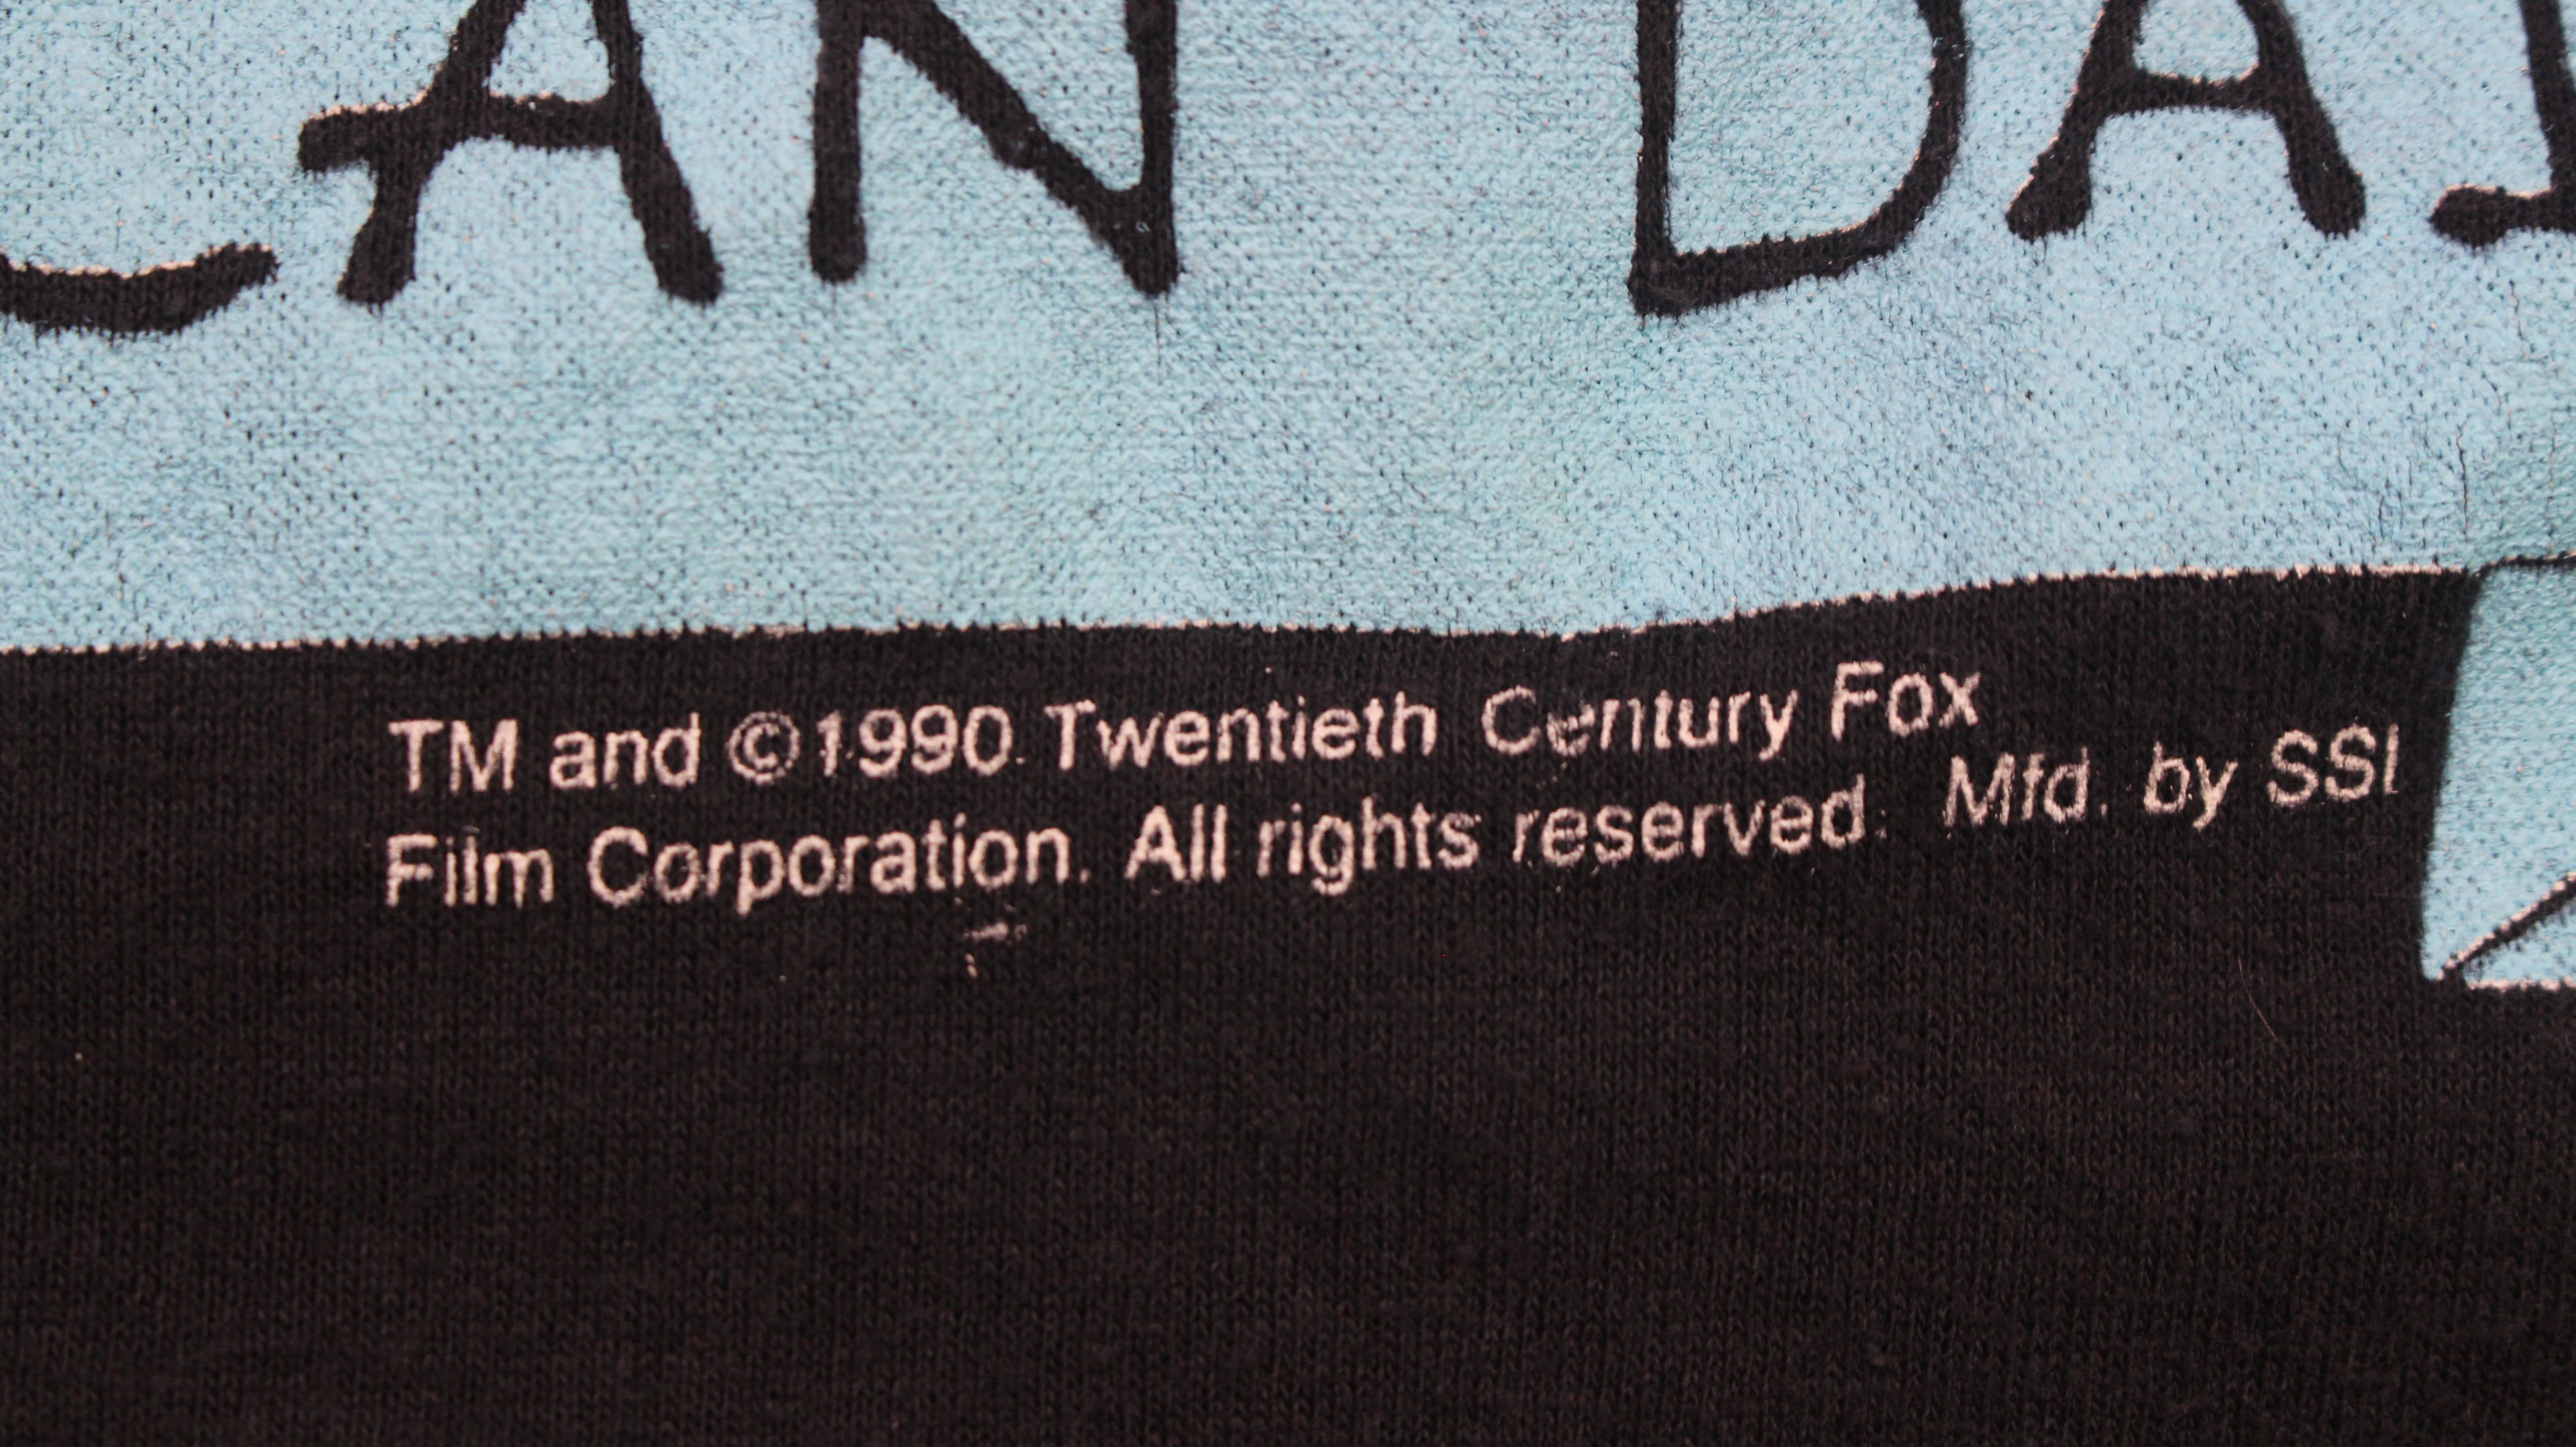 CAN DA
TM and ©1990 Twentieth Century Fox
Film Corporation. All rights reserved. Mfd. by SSI